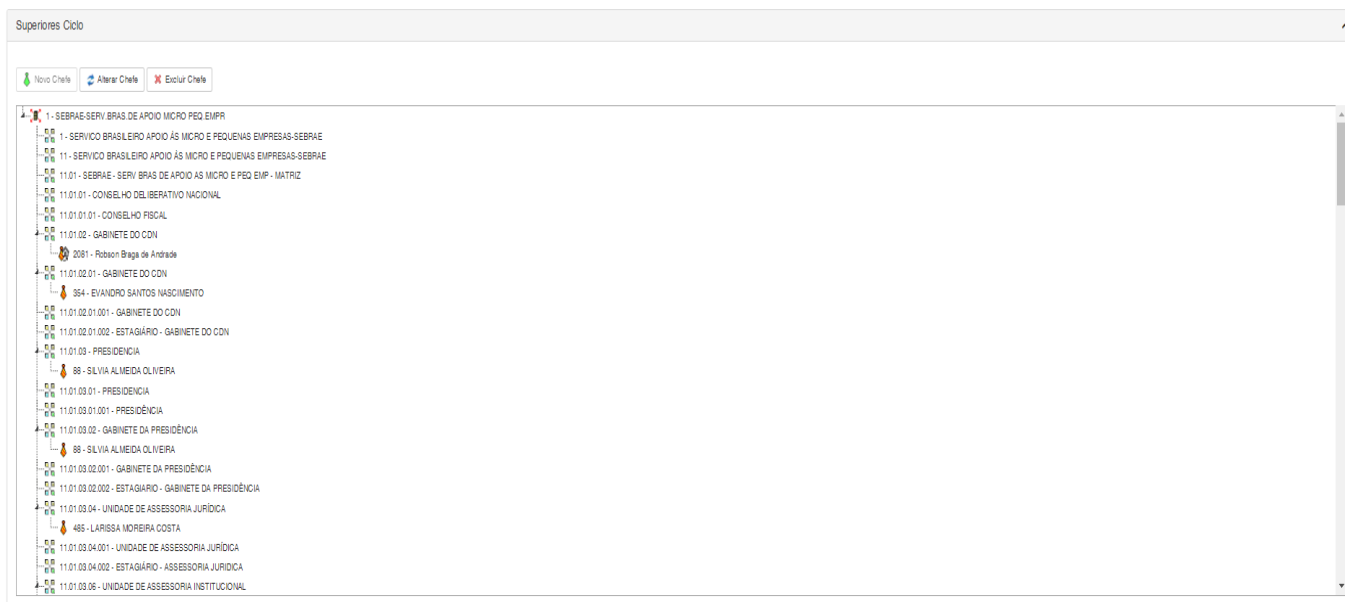 Superiores Ciclo
Novo Chefe Alterar Chefe Excluir Chefe
1 - SEBRAE-SERV.BRAS.DE APOIO MICRO PEQ.EMPR
1 - SERVICO BRASILEIRO APOIO ÁS MICRO E PEQUENAS EMPRESAS-SEBRAE
11 - SERVICO BRASILEIRO APOIO ÁS MICRO E PEQUENAS EMPRESAS-SEBRAE
11.01 - SEBRAE - SERV BRAS DE APOIO AS MICRO E PEQ EMP - MATRIZ
11.01.01 - CONSELHO DELIBERATIVO NACIONAL
11.01.01.01 - CONSELHO FISCAL
11.01.02 - GABINETE DO CDN
2081 - Robson Braga de Andrade
11.01.02.01 - GABINETE DO CDN
354 - EVANDRO SANTOS NASCIMENTO
11.01.02.01.001 - GABINETE DO CDN
11.01.02.01.002 - ESTAGIÁRIO - GABINETE DO CDN
11.01.03 - PRESIDENCIA
88 - SILVIA ALMEIDA OLIVEIRA
11.01.03.01 - PRESIDENCIA
11.01.03.01.001 - PRESIDÊNCIA
11.01.03.02 - GABINETE DA PRESIDÊNCIA
88 - SILVIA ALMEIDA OLIVEIRA
11.01.03.02.001 - GABINETE DA PRESIDÊNCIA
11.01.03.02.002 - ESTAGIARIO - GABINETE DA PRESIDÊNCIA
11.01.03.04 - UNIDADE DE ASSESSORIA JURÍDICA
485 - LARISSA MOREIRA COSTA
11.01.03.04.001 - UNIDADE DE ASSESSORIA JURÍDICA
11.01.03.04.002 - ESTAGIÁRIO - ASSESSORIA JURIDICA
11.01.03.06 - UNIDADE DE ASSESSORIA INSTITUCIONAL